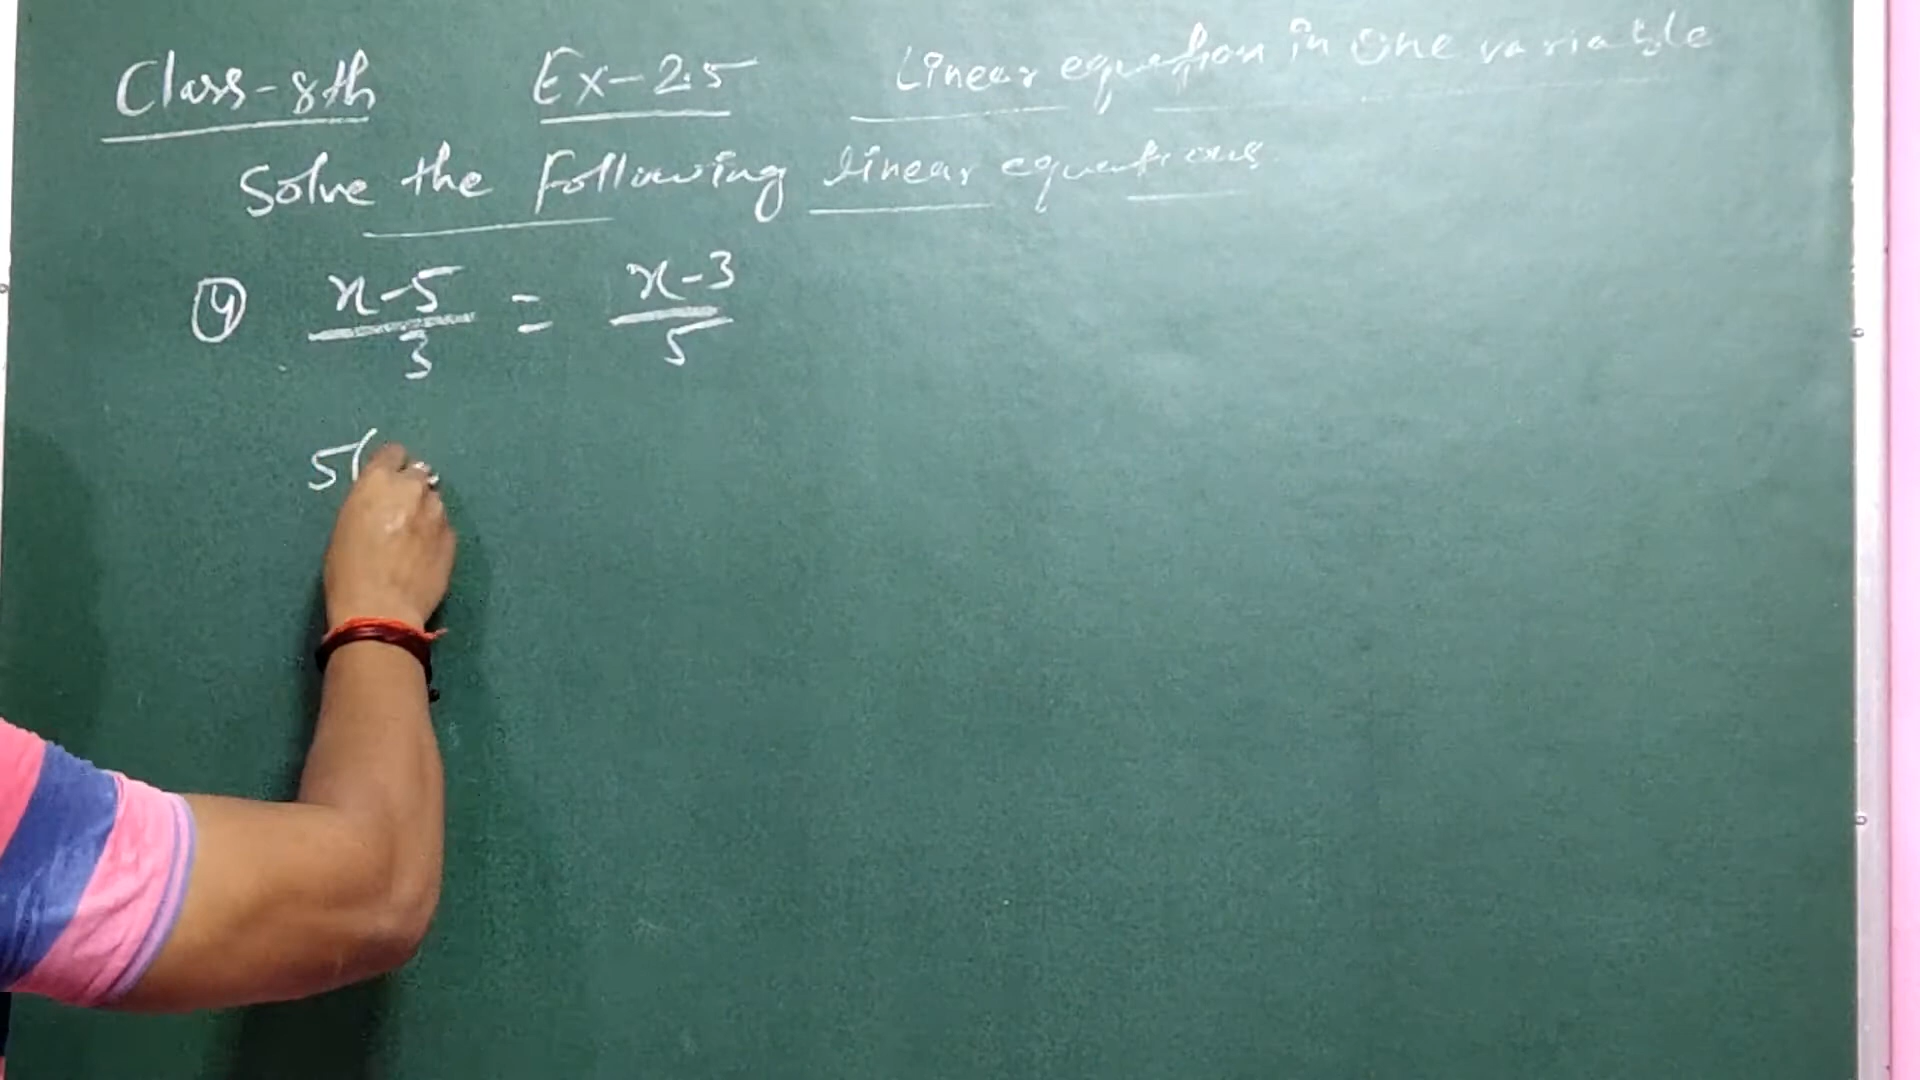 Class-8th Ex-2.5 Linear equation in one variable
Solve the following linear equations
④ x-5/3 = x-3/5
5(